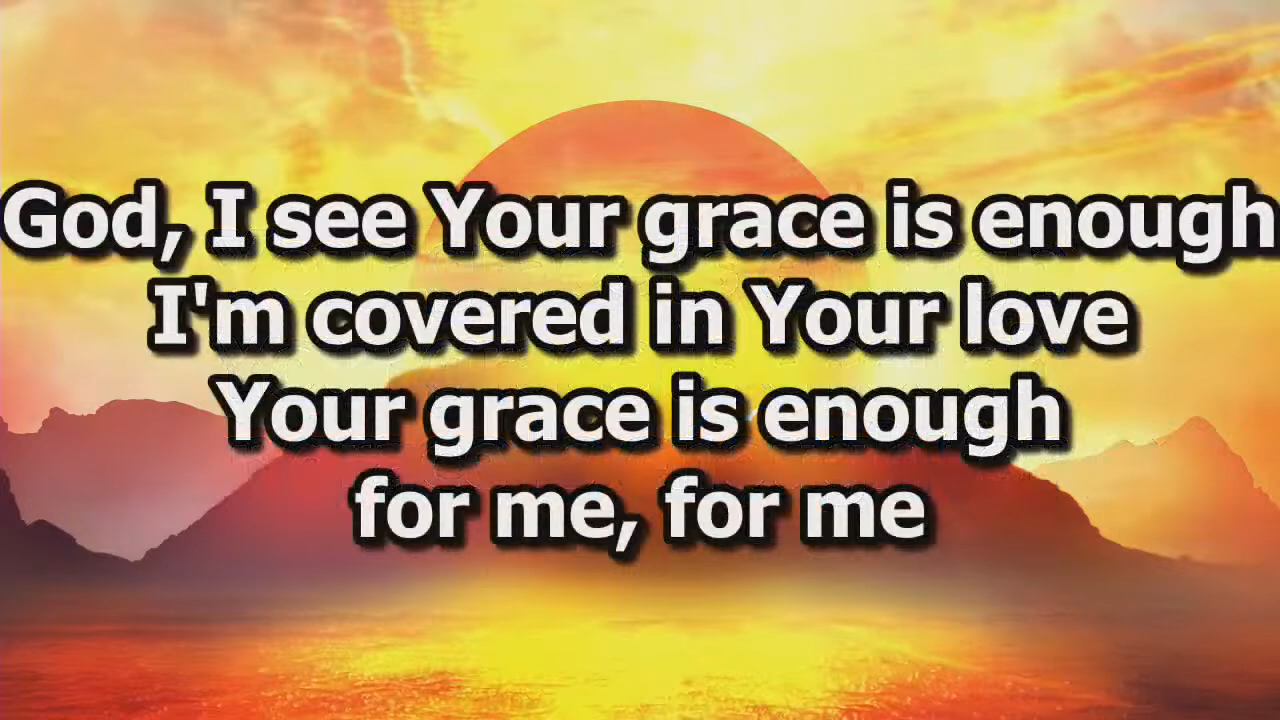 God, I see Your grace is enough
I'm covered in Your love
Your grace is enough
for me, for me